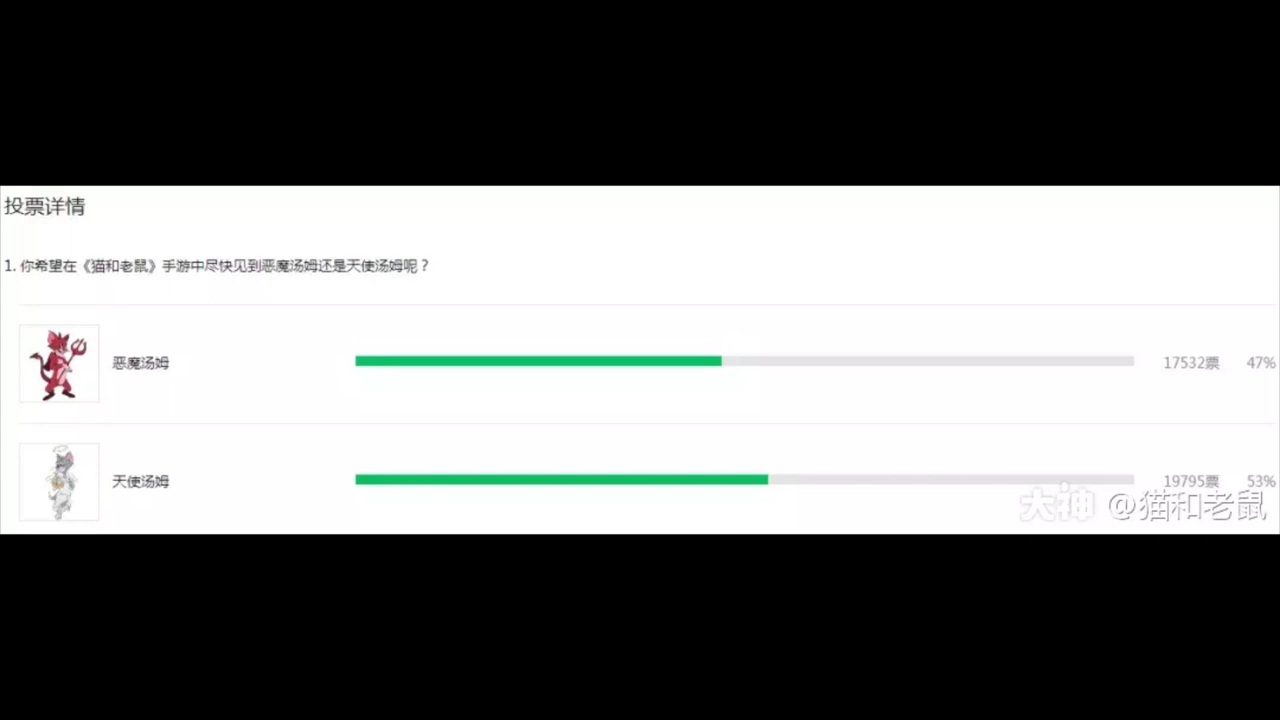 投票详情
1. 你希望在《猫和老鼠》手游中尽快见到恶魔汤姆还是天使汤姆呢？
恶魔汤姆 17532票 47%
天使汤姆 19795票 53%
大神 @猫和老鼠